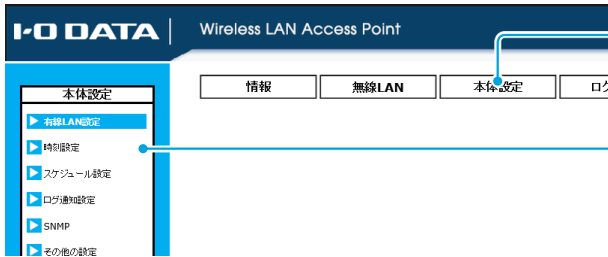 I-O DATA Wireless LAN Access Point
情報 無線LAN 本体設定 ログ
本体設定
有線LAN設定
時刻設定
スケジュール設定
ログ通知設定
SNMP
その他の設定